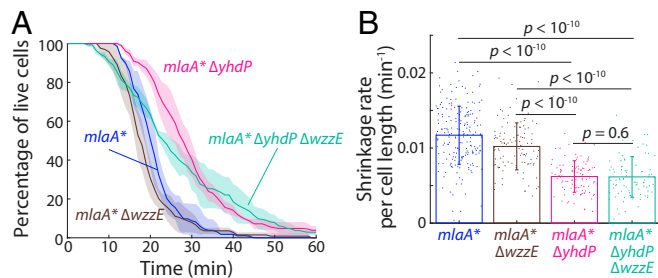 A
Percentage of live cells
100
80
60
40
20
0
0 10 20 30 40 50 60
Time (min)
mlaA* ΔyhdP
mlaA*
mlaA* ΔyhdP ΔwzzE
mlaA* ΔwzzE
B
Shrinkage rate
per cell length (min⁻¹)
0.02
0.01
0
p < 10⁻¹⁰
p < 10⁻¹⁰
p < 10⁻¹⁰
p < 10⁻¹⁰
p = 0.6
mlaA* mlaA* mlaA* mlaA*
ΔwzzE ΔyhdP ΔyhdP
ΔwzzE